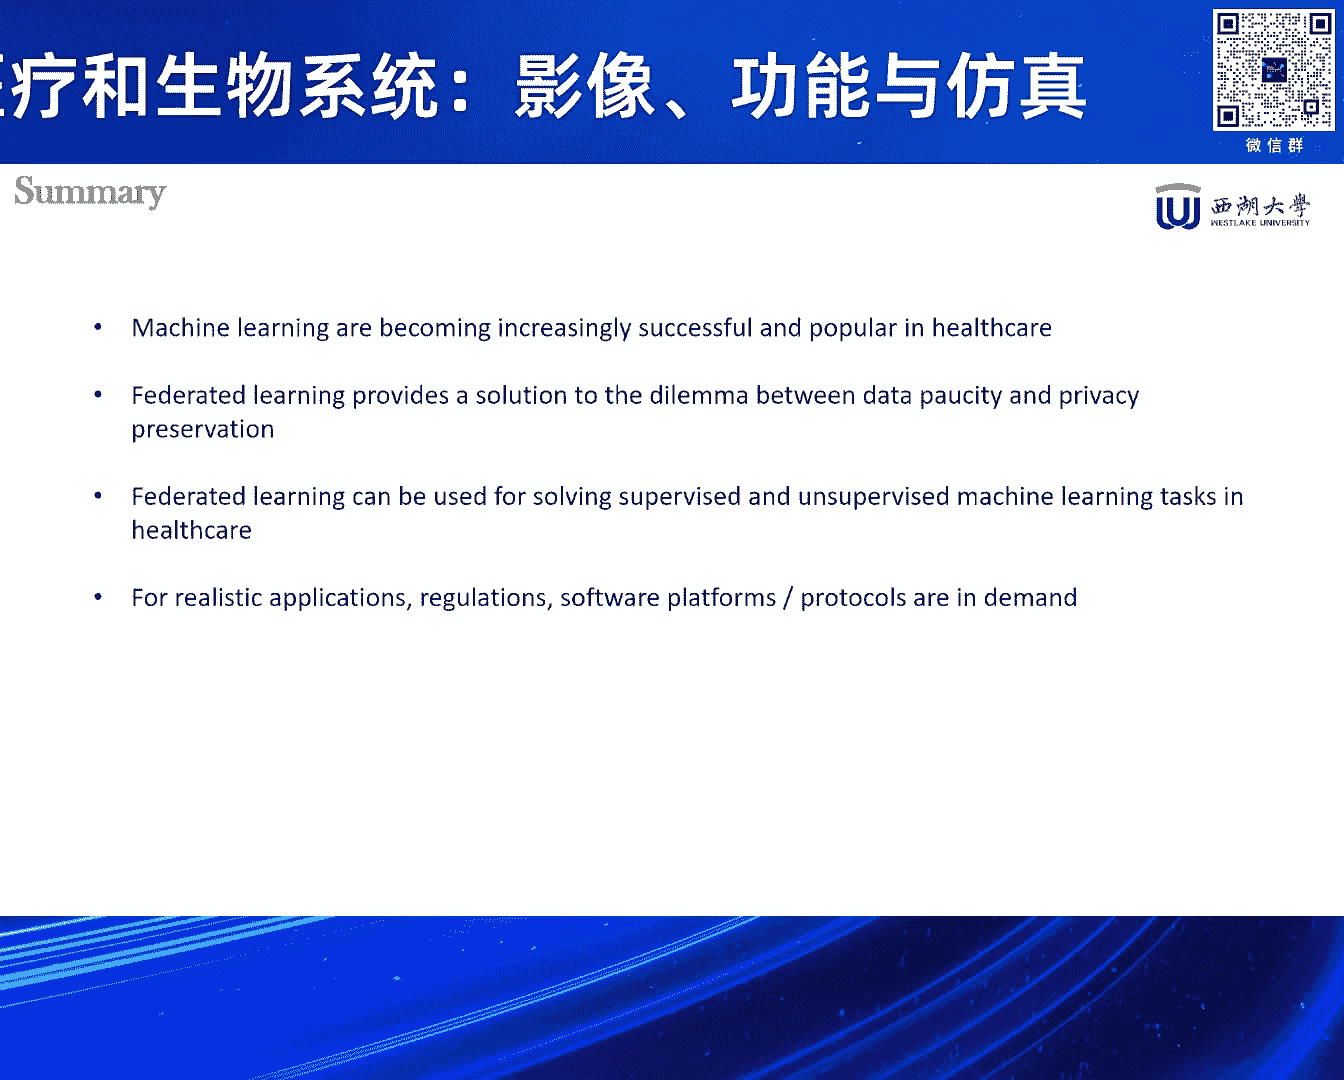 疗和生物系统：影像、功能与仿真
微信群
Summary
西湖大學
WESTLAKE UNIVERSITY
• Machine learning are becoming increasingly successful and popular in healthcare
• Federated learning provides a solution to the dilemma between data paucity and privacy
preservation
• Federated learning can be used for solving supervised and unsupervised machine learning tasks in
healthcare
• For realistic applications, regulations, software platforms / protocols are in demand